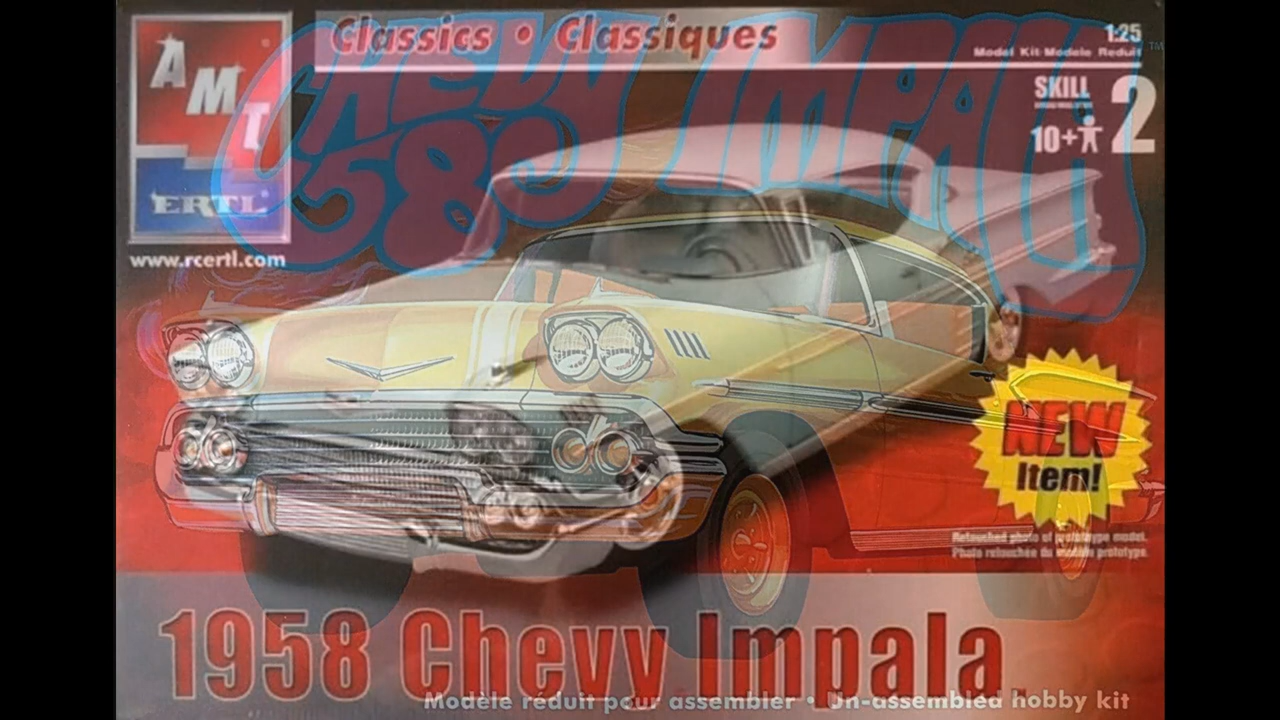 AMT
ERTL
www.rcertl.com
Classics • Classiques
1:25
Model Kit Modele Reduit
CHEVY IMPALA
58
TM
SKILL
2
10+
NEW
Item!
Retouched photo of prototype model.
Photo retouchée du modèle prototype.
1958 Chevy Impala
Modèle réduit pour assembler • Un-assembled hobby kit